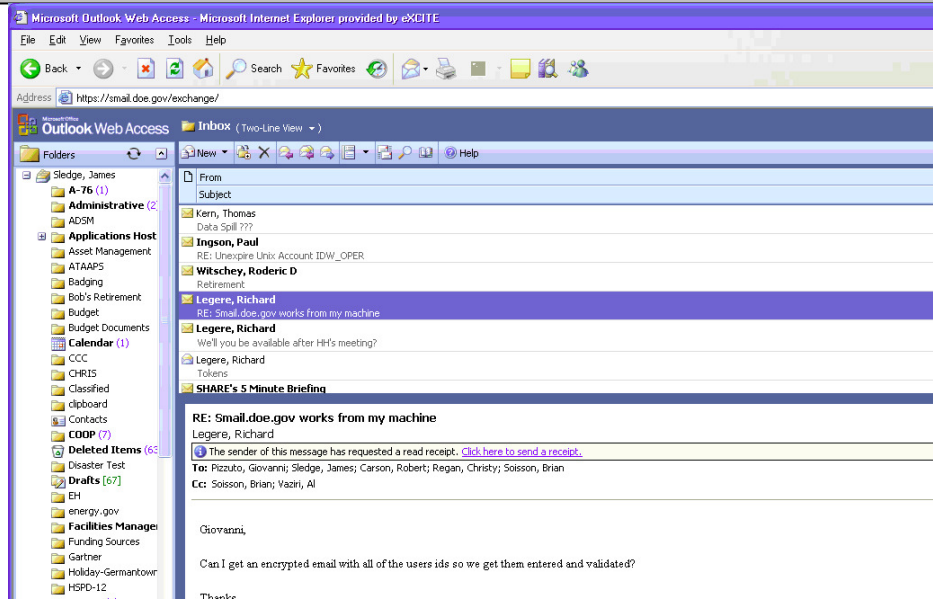 Microsoft Outlook Web Access - Microsoft Internet Explorer provided by eXCITE
File Edit View Favorites Tools Help
Back Search Favorites
Address https://smail.doe.gov/exchange/
Microsoft Office
Outlook Web Access Inbox (Two-Line View)
Folders New Help
Sledge, James
A-76 (1)
Administrative (2
ADSM
Applications Host
Asset Management
ATAAPS
Badging
Bob's Retirement
Budget
Budget Documents
Calendar (1)
CCC
CHRIS
Classified
clipboard
Contacts
COOP (7)
Deleted Items (63
Disaster Test
Drafts [67]
EH
energy.gov
Facilities Manage
Funding Sources
Gartner
Holiday-Germantown
HSPD-12
From
Subject
Kern, Thomas
Data Spill ???
Ingson, Paul
RE: Unexpire Unix Account IDW_OPER
Witschey, Roderic D
Retirement
Legere, Richard
RE: Smail.doe.gov works from my machine
Legere, Richard
We'll you be available after HH's meeting?
Legere, Richard
Tokens
SHARE's 5 Minute Briefing
RE: Smail.doe.gov works from my machine
Legere, Richard
The sender of this message has requested a read receipt. Click here to send a receipt.
To: Pizzuto, Giovanni; Sledge, James; Carson, Robert; Regan, Christy; Soisson, Brian
Cc: Soisson, Brian; Vaziri, Al
Giovanni,
Can I get an encrypted email with all of the users ids so we get them entered and validated?
Thanks